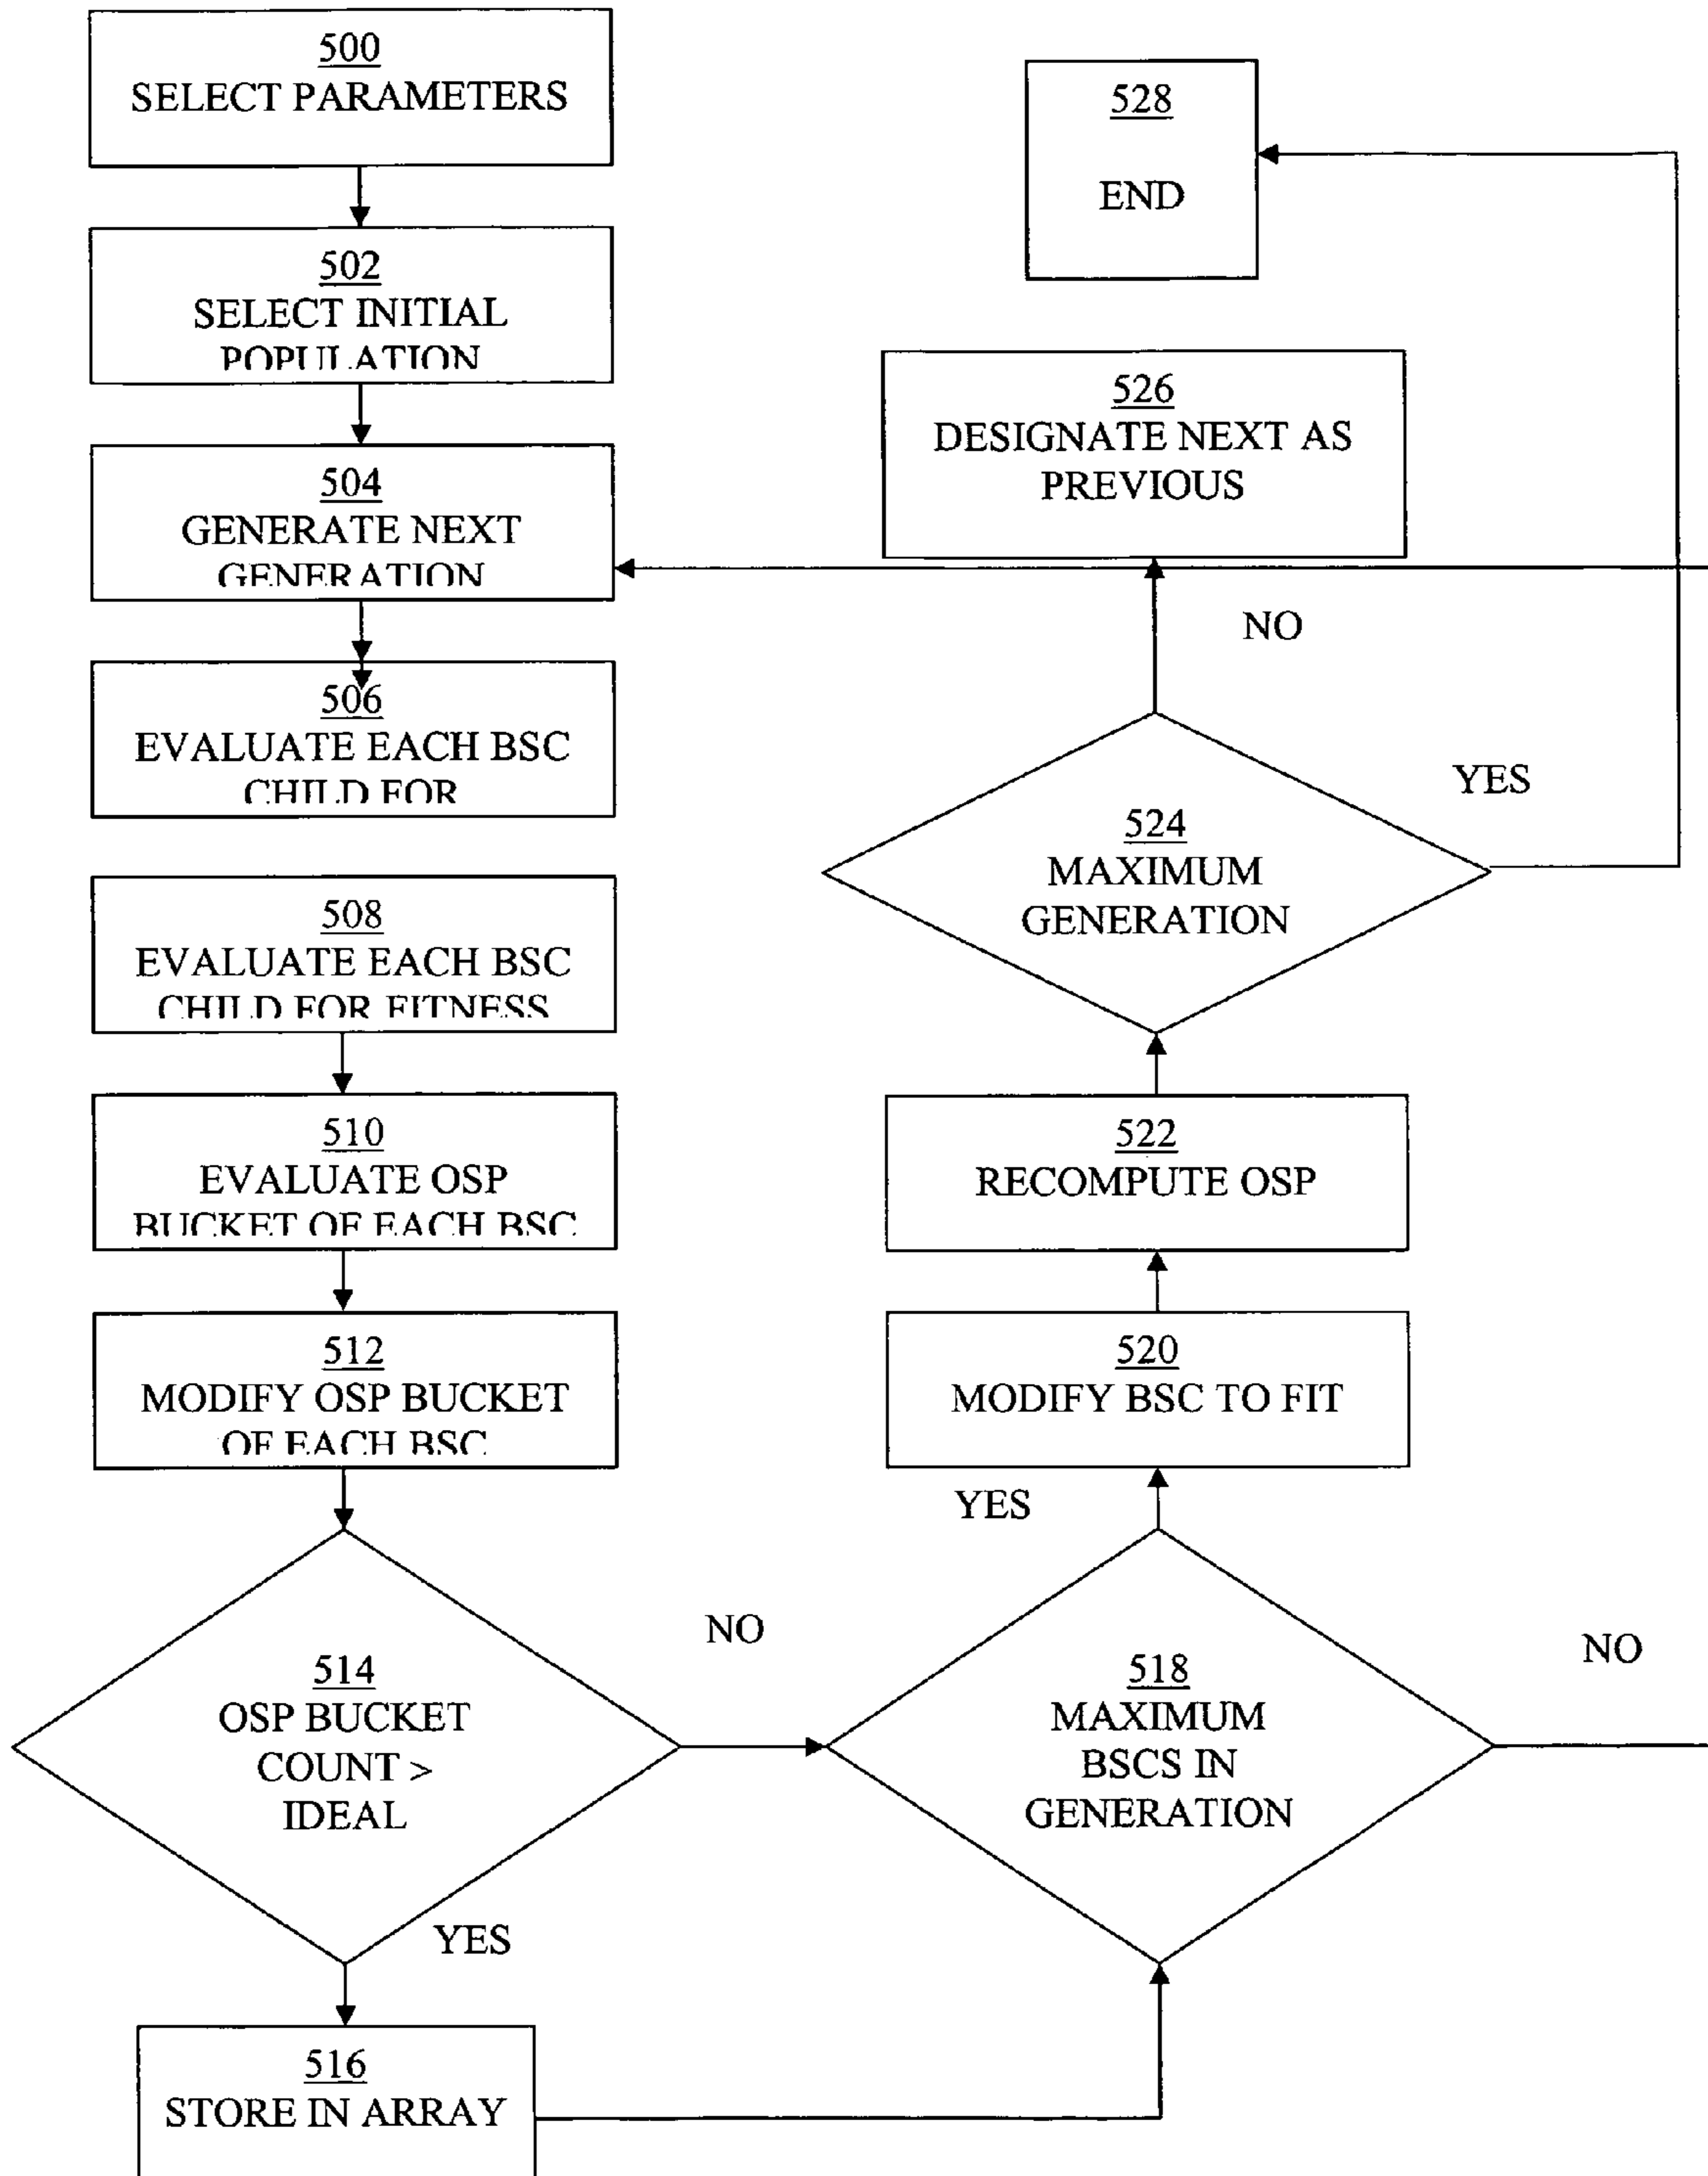 500
SELECT PARAMETERS
502
SELECT INITIAL
POPULATION
504
GENERATE NEXT
GENERATION
506
EVALUATE EACH BSC
CHILD FOR
508
EVALUATE EACH BSC
CHILD FOR FITNESS
510
EVALUATE OSP
BUCKET OF EACH BSC
512
MODIFY OSP BUCKET
OF EACH BSC
514
OSP BUCKET
COUNT >
IDEAL
NO
YES
516
STORE IN ARRAY
518
MAXIMUM
BSCS IN
GENERATION
NO
YES
520
MODIFY BSC TO FIT
522
RECOMPUTE OSP
524
MAXIMUM
GENERATION
YES
NO
526
DESIGNATE NEXT AS
PREVIOUS
528
END